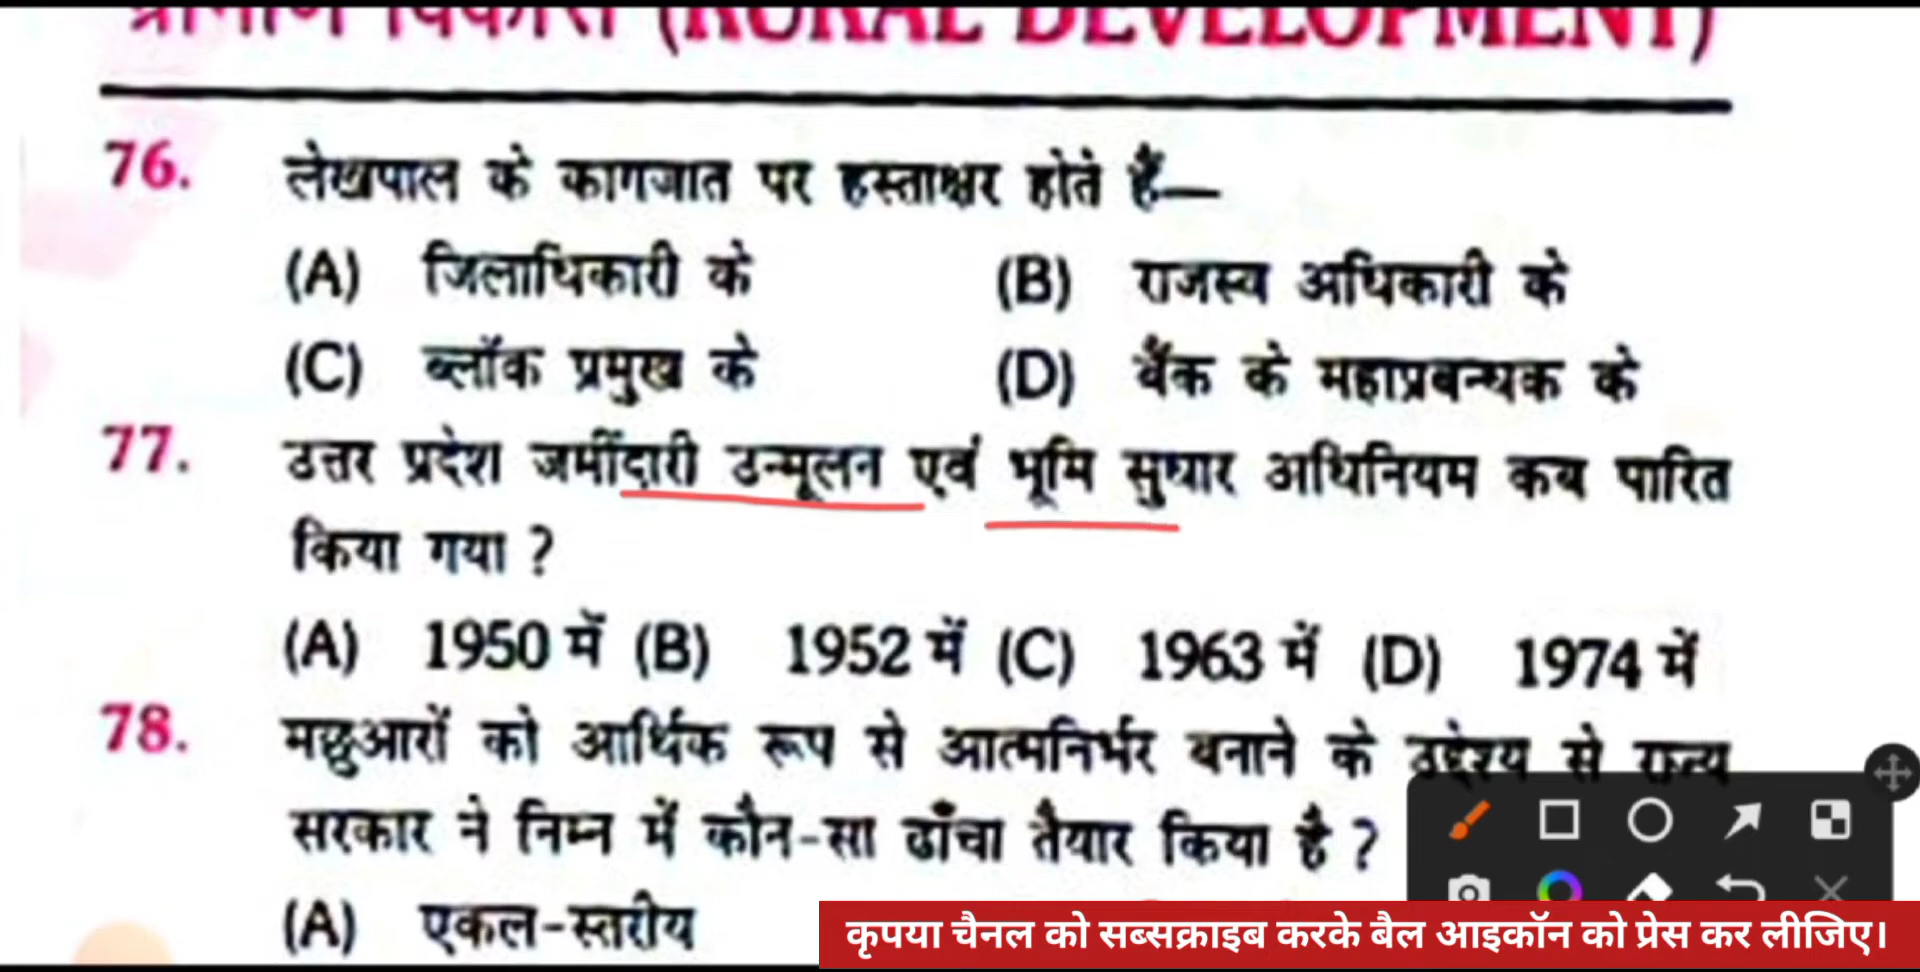 ग्रामीण विकास (RURAL DEVELOPMENT)
76. लेखपाल के कागजात पर हस्ताक्षर होते हैं—
(A) जिलाधिकारी के (B) राजस्व अधिकारी के
(C) ब्लॉक प्रमुख के (D) बैंक के महाप्रबन्धक के
77. उत्तर प्रदेश जमींदारी उन्मूलन एवं भूमि सुधार अधिनियम कब पारित
किया गया ?
(A) 1950 में (B) 1952 में (C) 1963 में (D) 1974 में
78. मछुआरों को आर्थिक रूप से आत्मनिर्भर बनाने के उद्देश्य से राज्य
सरकार ने निम्न में कौन-सा ढाँचा तैयार किया है ?
(A) एकल-स्तरीय
कृपया चैनल को सब्सक्राइब करके बैल आइकॉन को प्रेस कर लीजिए।